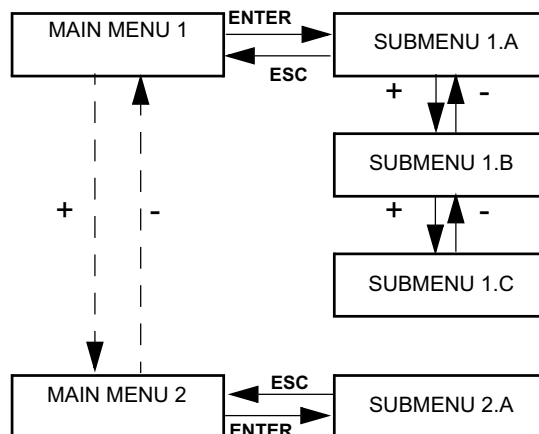 MAIN MENU 1
ENTER
ESC
SUBMENU 1.A
+ -
SUBMENU 1.B
+ -
+ -
SUBMENU 1.C
MAIN MENU 2
ESC
ENTER
SUBMENU 2.A